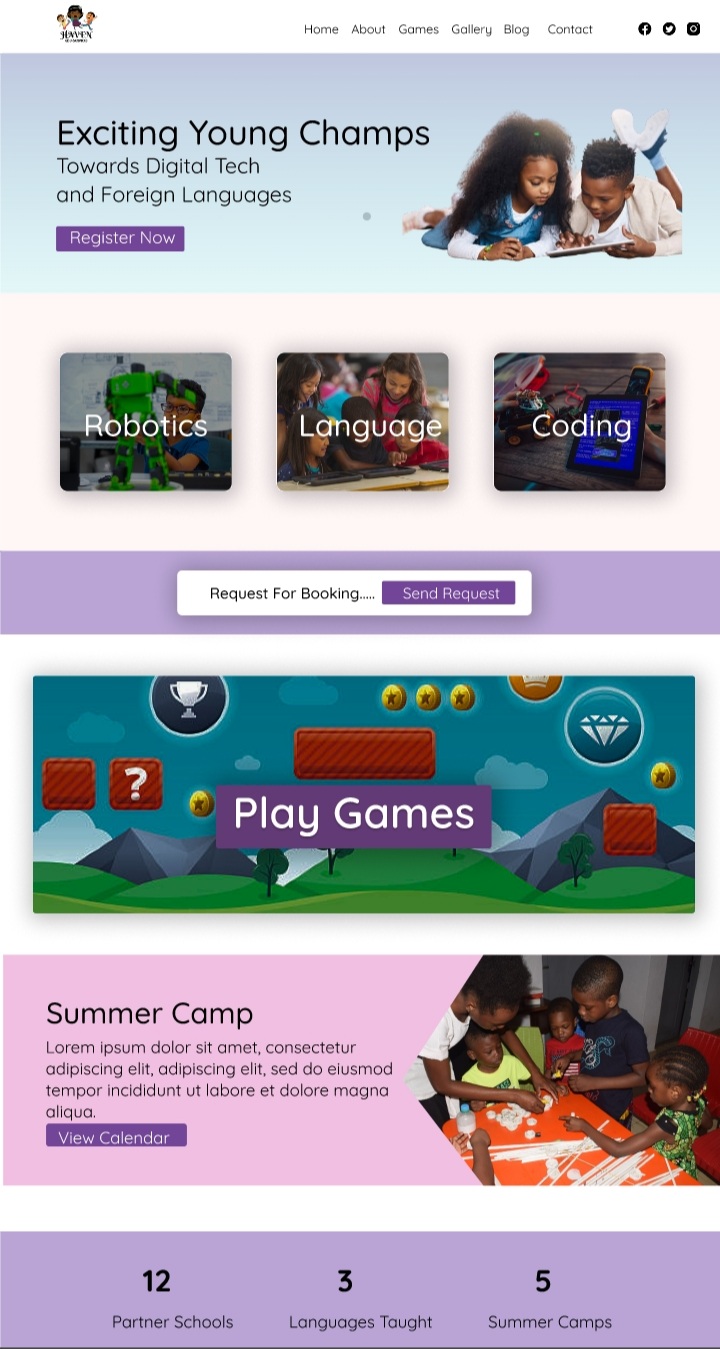 HAVEN
Home About Games Gallery Blog Contact
Exciting Young Champs
Towards Digital Tech
and Foreign Languages
Register Now
Robotics Language Coding
Request For Booking..... Send Request
?
Play Games
Summer Camp
Lorem ipsum dolor sit amet, consectetur
adipiscing elit, adipiscing elit, sed do eiusmod
tempor incididunt ut labore et dolore magna
aliqua.
View Calendar
12 3 5
Partner Schools Languages Taught Summer Camps